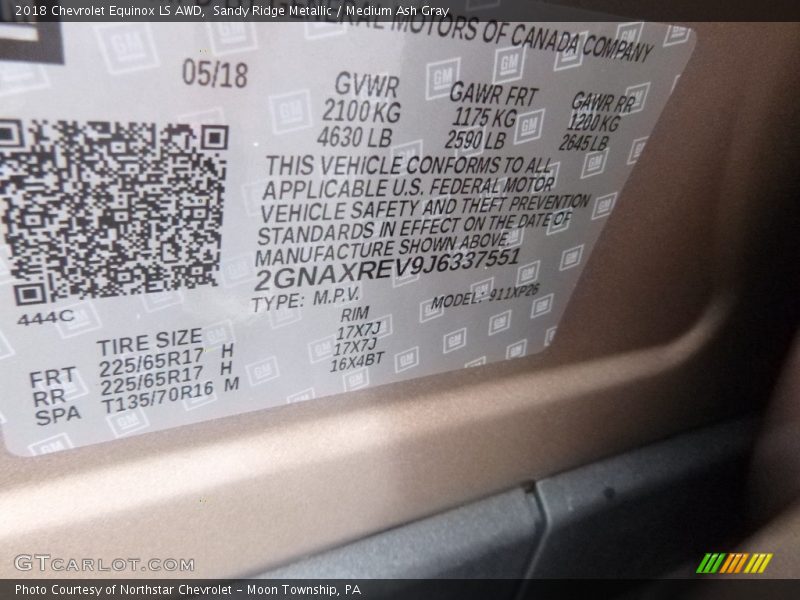 2018 Chevrolet Equinox LS AWD, Sandy Ridge Metallic / Medium Ash Gray
BY GENERAL MOTORS OF CANADA COMPANY
05/18
GVWR GAWR FRT GAWR RR
2100 KG 1175 KG 1200 KG
4630 LB 2590 LB 2645LB
THIS VEHICLE CONFORMS TO ALL
APPLICABLE U.S. FEDERAL MOTOR
VEHICLE SAFETY AND THEFT PREVENTION
STANDARDS IN EFFECT ON THE DATE OF
MANUFACTURE SHOWN ABOVE.
2GNAXREV9J6337551
TYPE: M.P.V. MODEL: 911XP26
444C
TIRE SIZE RIM
FRT 225/65R17 H 17X7J
RR 225/65R17 H 17X7J
SPA T135/70R16 M 16X4BT
GTCARLOT.COM
Photo Courtesy of Northstar Chevrolet - Moon Township, PA